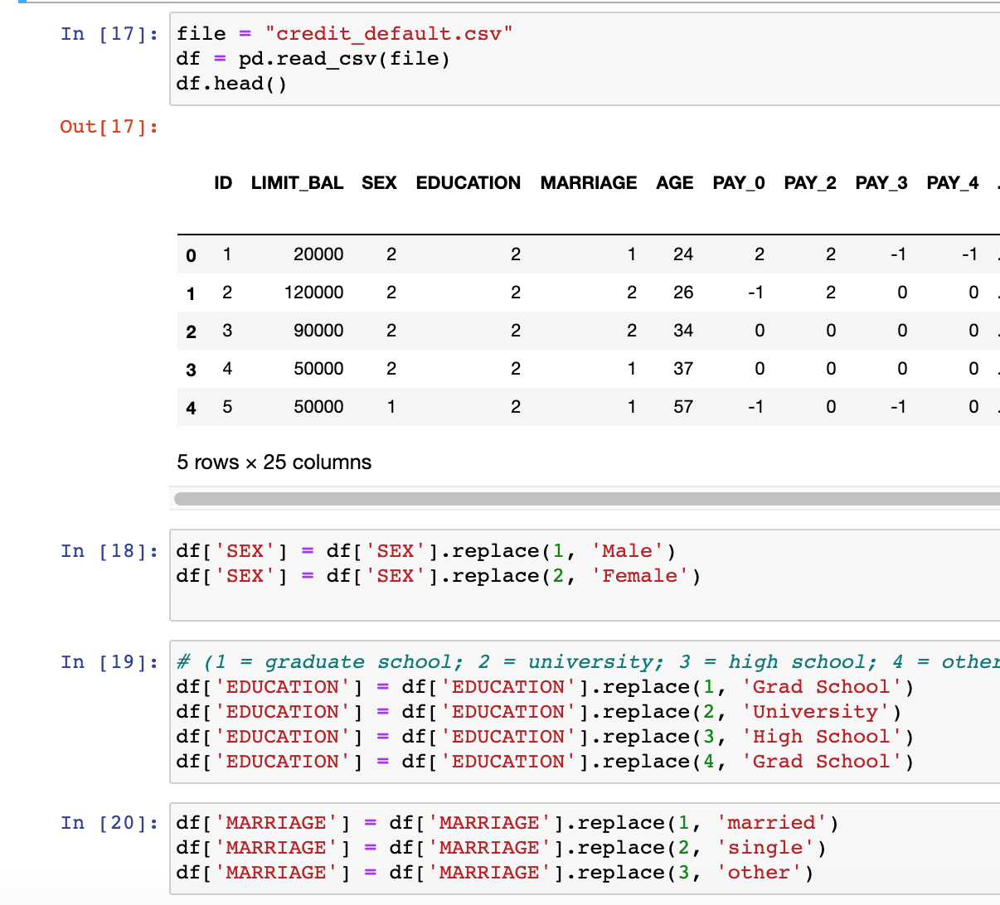 In [17]: file = "credit_default.csv"
df = pd.read_csv(file)
df.head()
Out[17]:
ID LIMIT_BAL SEX EDUCATION MARRIAGE AGE PAY_0 PAY_2 PAY_3 PAY_4 .
0 1 20000 2 2 1 24 2 2 -1 -1 .
1 2 120000 2 2 2 26 -1 2 0 0 .
2 3 90000 2 2 2 34 0 0 0 0 .
3 4 50000 2 2 1 37 0 0 0 0 .
4 5 50000 1 2 1 57 -1 0 -1 0 .
5 rows × 25 columns
In [18]: df['SEX'] = df['SEX'].replace(1, 'Male')
df['SEX'] = df['SEX'].replace(2, 'Female')
In [19]: # (1 = graduate school; 2 = university; 3 = high school; 4 = other
df['EDUCATION'] = df['EDUCATION'].replace(1, 'Grad School')
df['EDUCATION'] = df['EDUCATION'].replace(2, 'University')
df['EDUCATION'] = df['EDUCATION'].replace(3, 'High School')
df['EDUCATION'] = df['EDUCATION'].replace(4, 'Grad School')
In [20]: df['MARRIAGE'] = df['MARRIAGE'].replace(1, 'married')
df['MARRIAGE'] = df['MARRIAGE'].replace(2, 'single')
df['MARRIAGE'] = df['MARRIAGE'].replace(3, 'other')